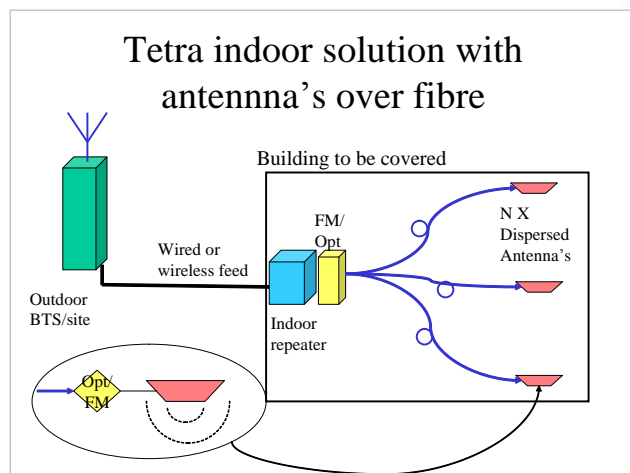 Tetra indoor solution with
antennna's over fibre
Building to be covered
FM/
Opt
N X
Dispersed
Antenna's
Wired or
wireless feed
Outdoor
BTS/site
Indoor
repeater
Opt/
FM